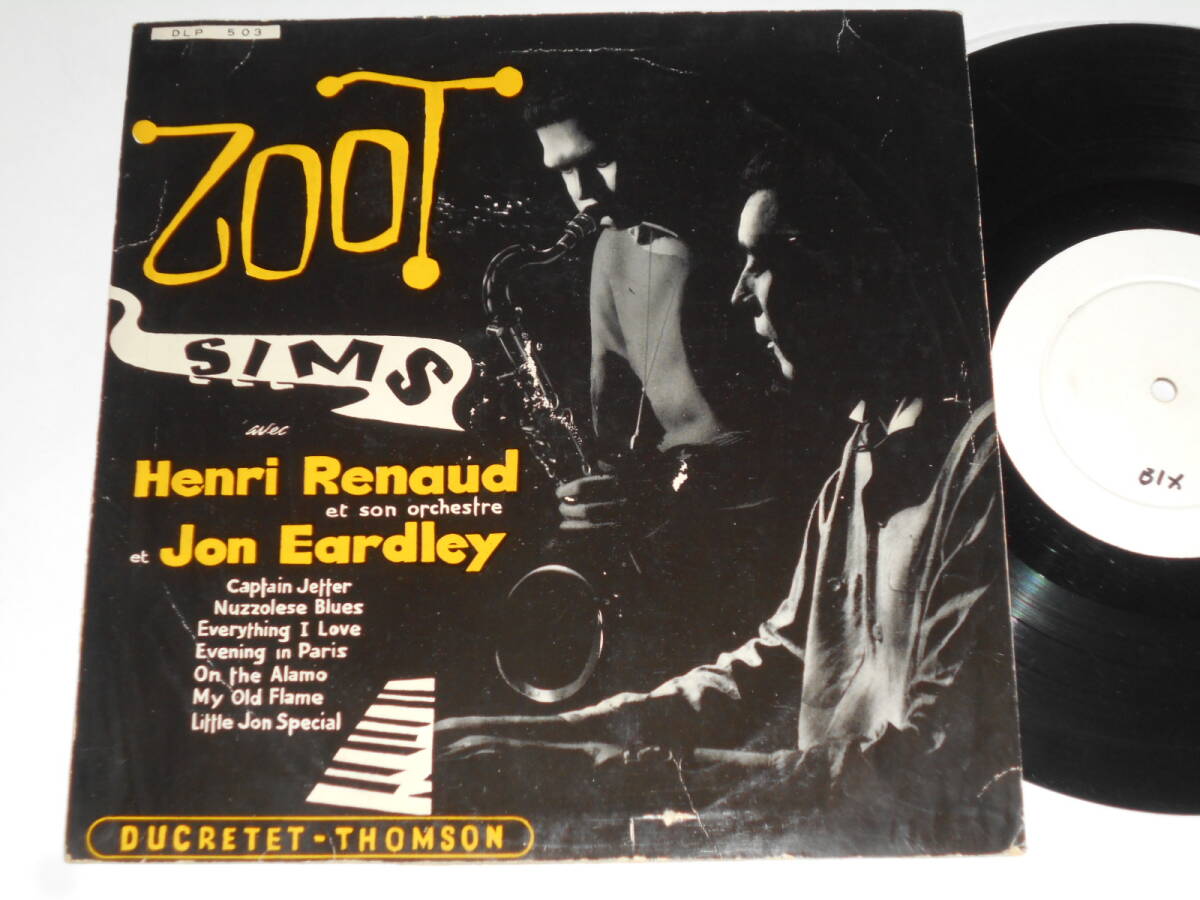 DLP 503
ZOOT
SIMS
avec
Henri Renaud
et son orchestre
et Jon Eardley
Captain Jetter
Nuzzolese Blues
Everything I Love
Evening in Paris
On the Alamo
My Old Flame
Little Jon Special
DUCRETET-THOMSON
BIX